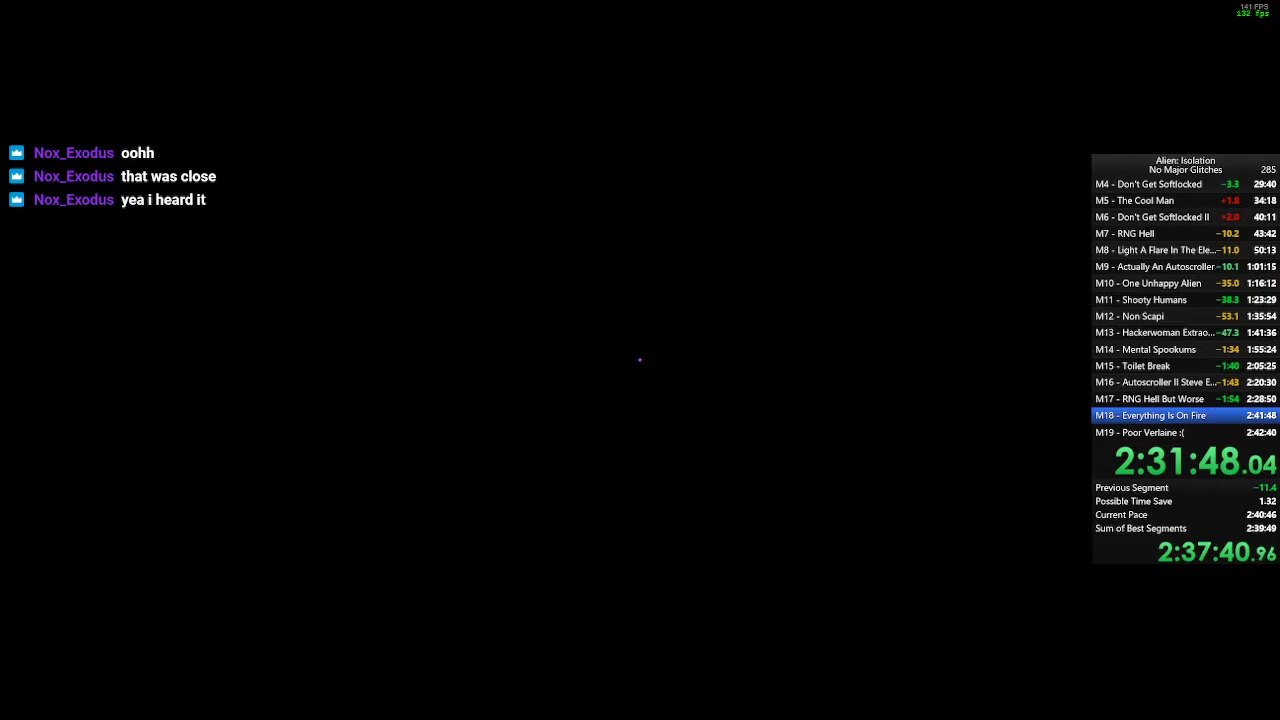 141 FPS
132 fps
Nox_Exodus oohh
Nox_Exodus that was close
Nox_Exodus yea i heard it
Alien: Isolation
No Major Glitches 285
M4 - Don't Get Softlocked −3.3 29:40
M5 - The Cool Man +1.8 34:18
M6 - Don't Get Softlocked II +2.0 40:11
M7 - RNG Hell −10.2 43:42
M8 - Light A Flare In The Ele... −11.0 50:13
M9 - Actually An Autoscroller −10.1 1:01:15
M10 - One Unhappy Alien −35.0 1:16:12
M11 - Shooty Humans −38.3 1:23:29
M12 - Non Scapi −53.1 1:35:54
M13 - Hackerwoman Extrao... −47.3 1:41:36
M14 - Mental Spookums −1:34 1:55:24
M15 - Toilet Break −1:40 2:05:25
M16 - Autoscroller II Steve E... −1:43 2:20:30
M17 - RNG Hell But Worse −1:54 2:28:50
M18 - Everything Is On Fire 2:41:48
M19 - Poor Verlaine :( 2:42:40
2:31:48.04
Previous Segment −11.4
Possible Time Save 1.32
Current Pace 2:40:46
Sum of Best Segments 2:39:49
2:37:40.96